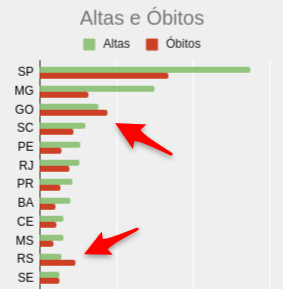 Altas e Óbitos
Altas Óbitos
SP
MG
GO
SC
PE
RJ
PR
BA
CE
MS
RS
SE